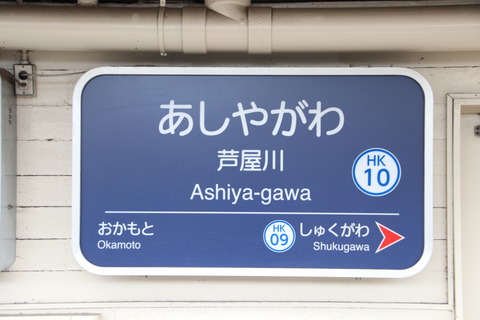 あしやがわ
芦屋川
Ashiya-gawa
HK
10
おかもと
Okamoto
HK
09
しゅくがわ
Shukugawa